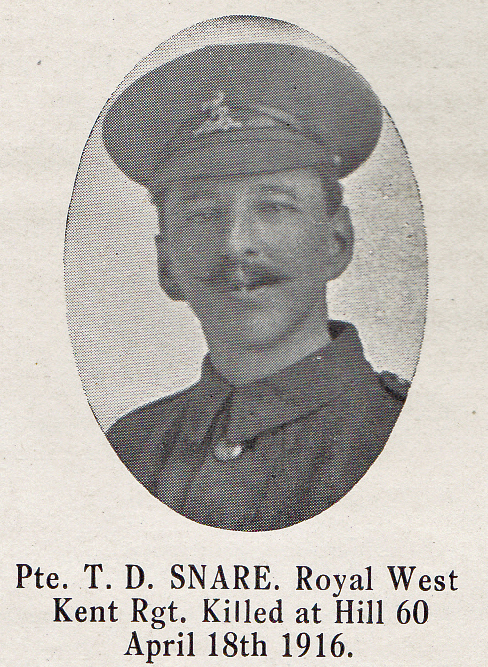 Pte. T. D. SNARE. Royal West
Kent Rgt. Killed at Hill 60
April 18th 1916.